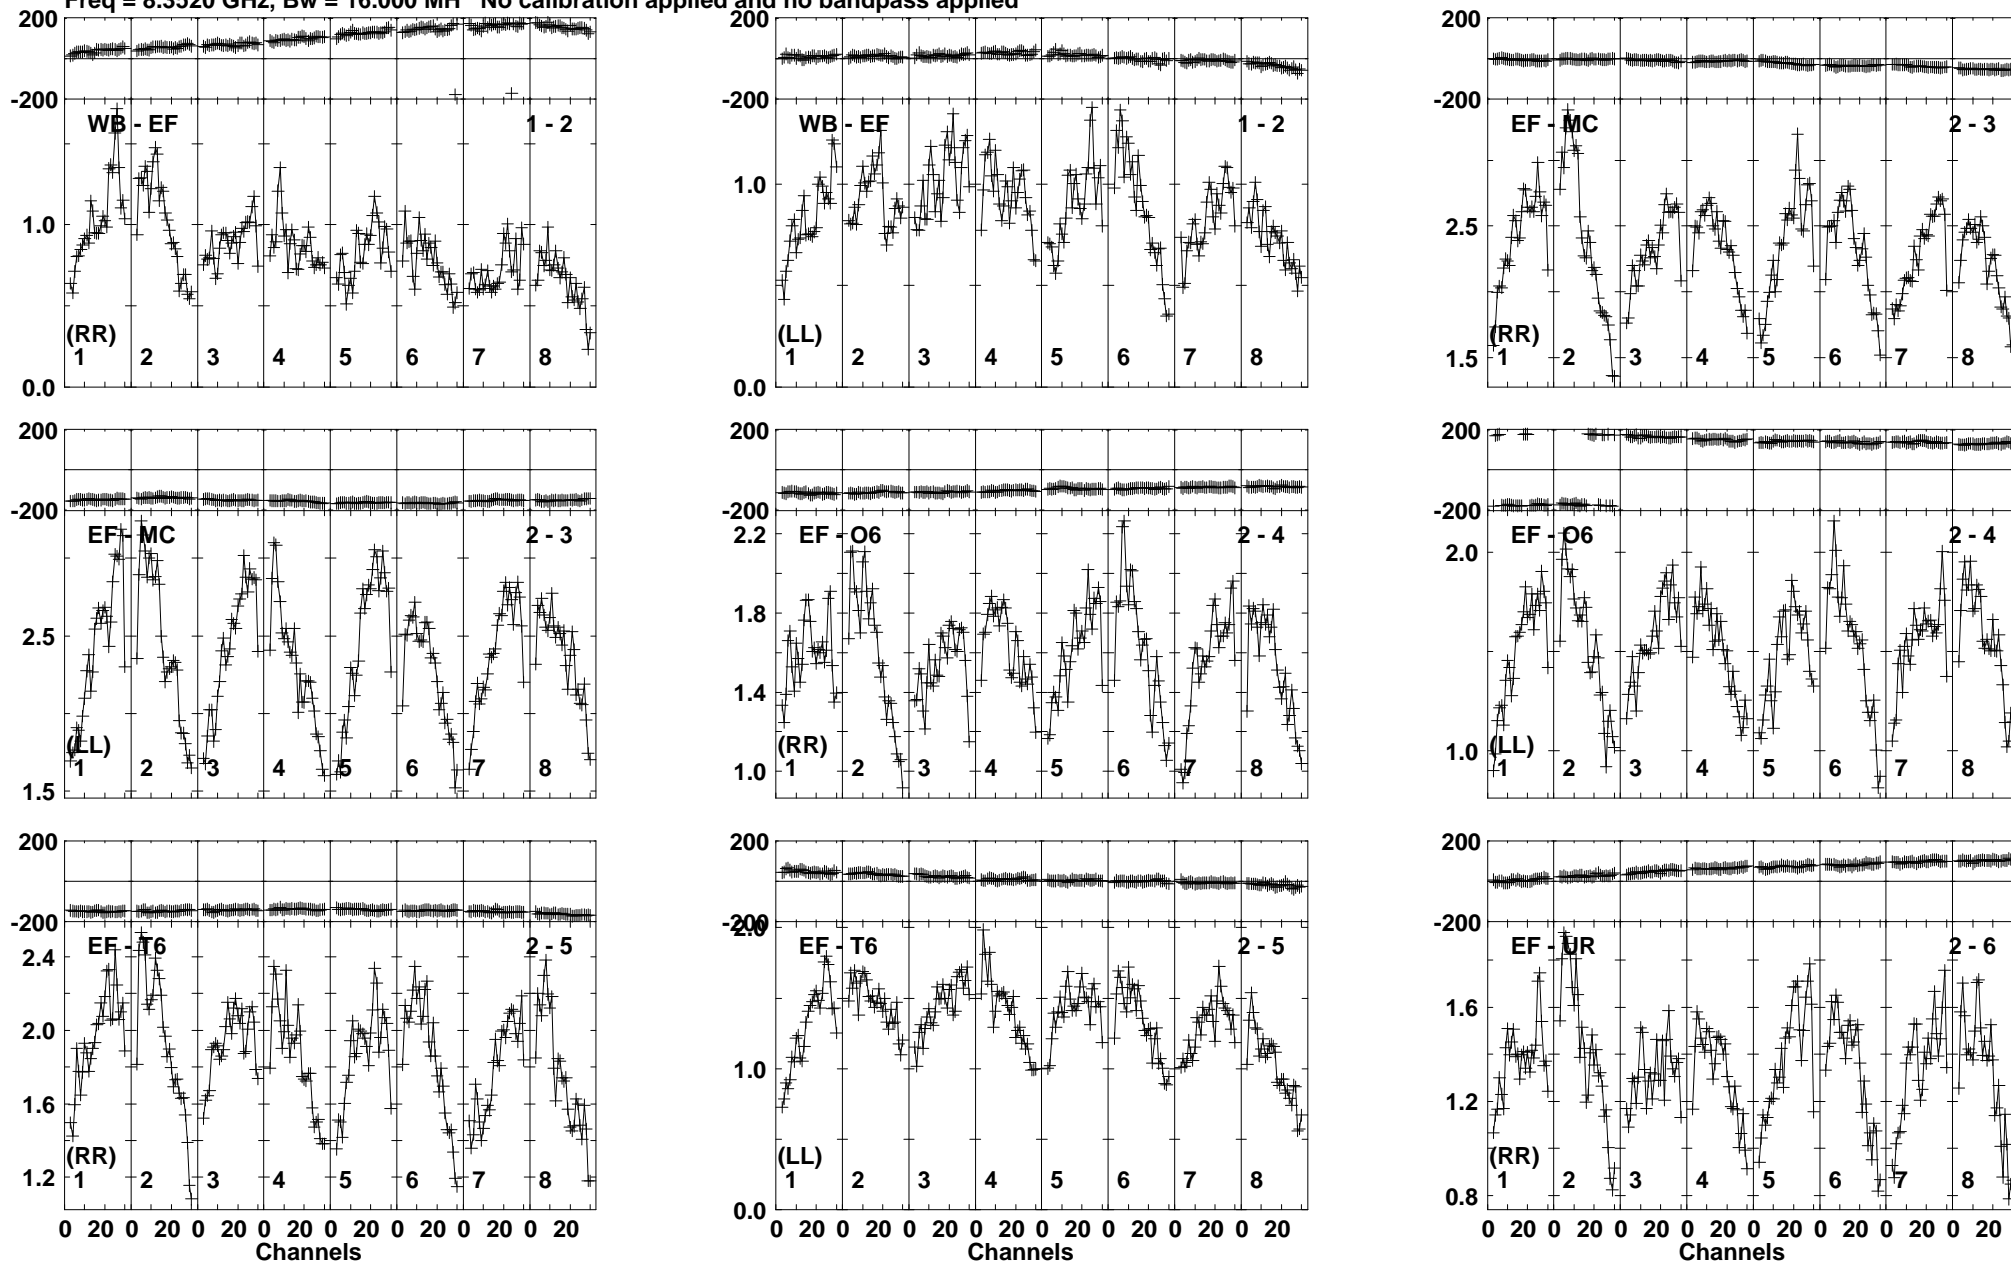 Freq = 8.3520 GHz, Bw = 16.000 MH No calibration applied and no bandpass applied
200 200 200
-200 -200 -200
WB - EF 1 - 2 WB - EF 1 - 2 EF - MC 2 - 3
1.0 1.0 2.5
(RR) (LL) (RR)
1 2 3 4 5 6 7 8 1 2 3 4 5 6 7 8 1 2 3 4 5 6 7 8
0.0 0.0 1.5
200 200 200
-200 -200 -200
EF - MC 2 - 3 EF - O6 2 - 4 EF - O6 2 - 4
2.5 2.2 1.8 1.4 1.0 2.0 1.0
(LL) (RR) (LL)
1 2 3 4 5 6 7 8 1 2 3 4 5 6 7 8 1 2 3 4 5 6 7 8
1.5
200 200 200
-200 -200 -200
EF - T6 2 - 5 EF - T6 2 - 5 EF - UR 2 - 6
2.4 2.0 1.6 1.2 2.0 1.0 0.0 1.6 1.2 0.8
(RR) (LL) (RR)
1 2 3 4 5 6 7 8 1 2 3 4 5 6 7 8 1 2 3 4 5 6 7 8
0 20 0 20 0 20 0 20 0 20 0 20 0 20 0 20 0 20 0 20 0 20 0 20 0 20 0 20 0 20 0 20 0 20 0 20 0 20 0 20 0 20 0 20 0 20 0 20
Channels Channels Channels